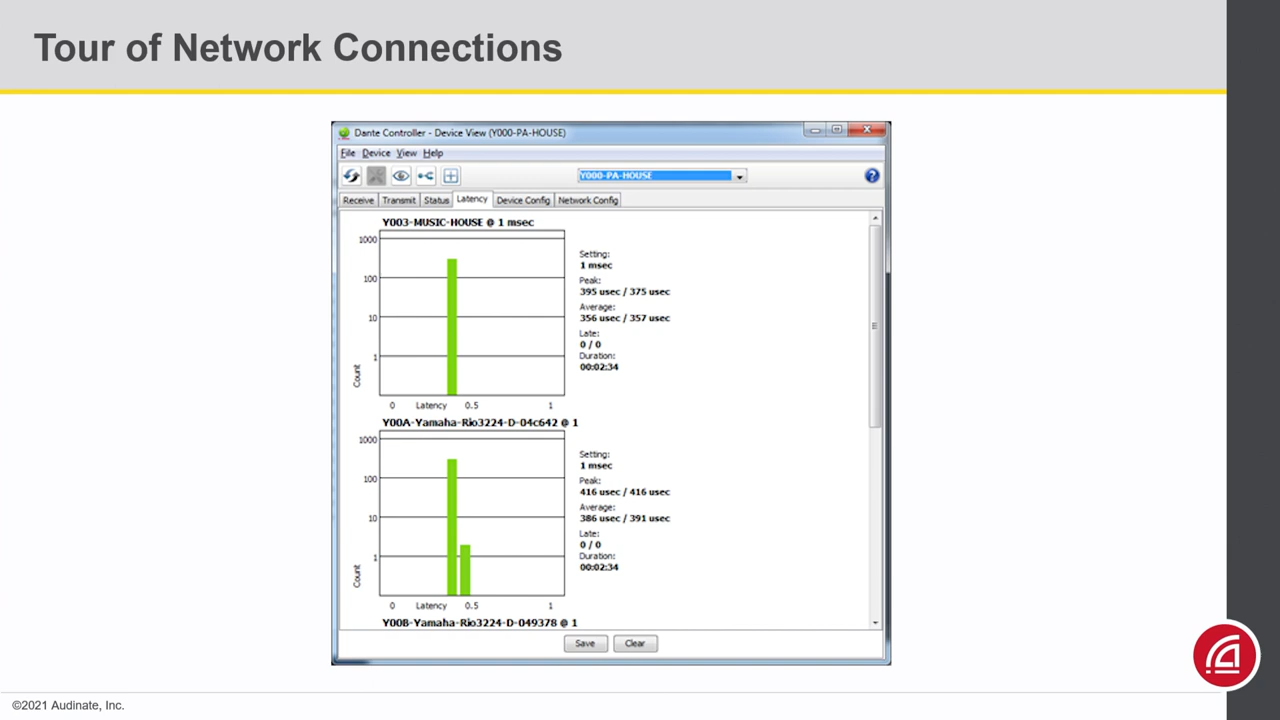 Tour of Network Connections
Dante Controller - Device View (Y000-PA-HOUSE)
File Device View Help
Y000-PA-HOUSE
?
Receive Transmit Status Latency Device Config Network Config
Y003-MUSIC-HOUSE @ 1 msec
1000
100
10
1
Count
0 Latency 0.5 1
Setting:
1 msec
Peak:
395 usec / 375 usec
Average:
356 usec / 357 usec
Late:
0 / 0
Duration:
00:02:34
Y00A-Yamaha-Rio3224-D-04c642 @ 1
1000
100
10
1
Count
0 Latency 0.5 1
Setting:
1 msec
Peak:
416 usec / 416 usec
Average:
386 usec / 391 usec
Late:
0 / 0
Duration:
00:02:34
Y00B-Yamaha-Rio3224-D-049378 @ 1
Save Clear
©2021 Audinate, Inc.